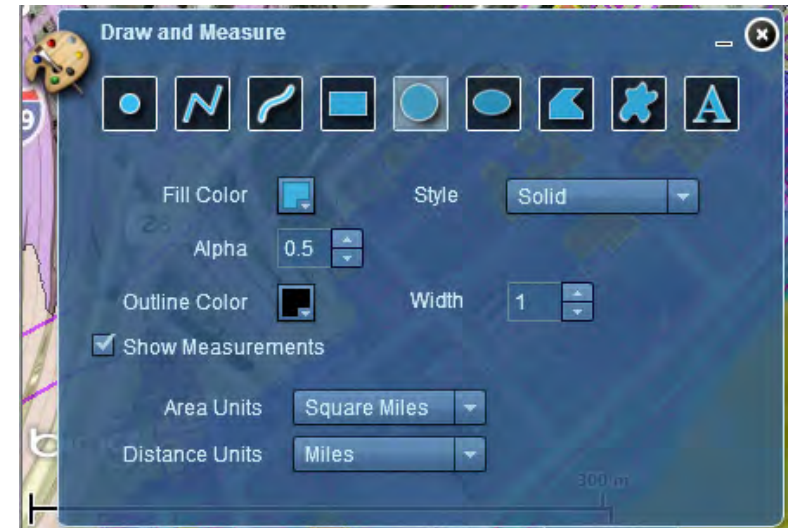 Draw and Measure
A
9
Fill Color Style Solid
Alpha 0.5
Outline Color Width 1
Show Measurements
Area Units Square Miles
Distance Units Miles
b
300 m